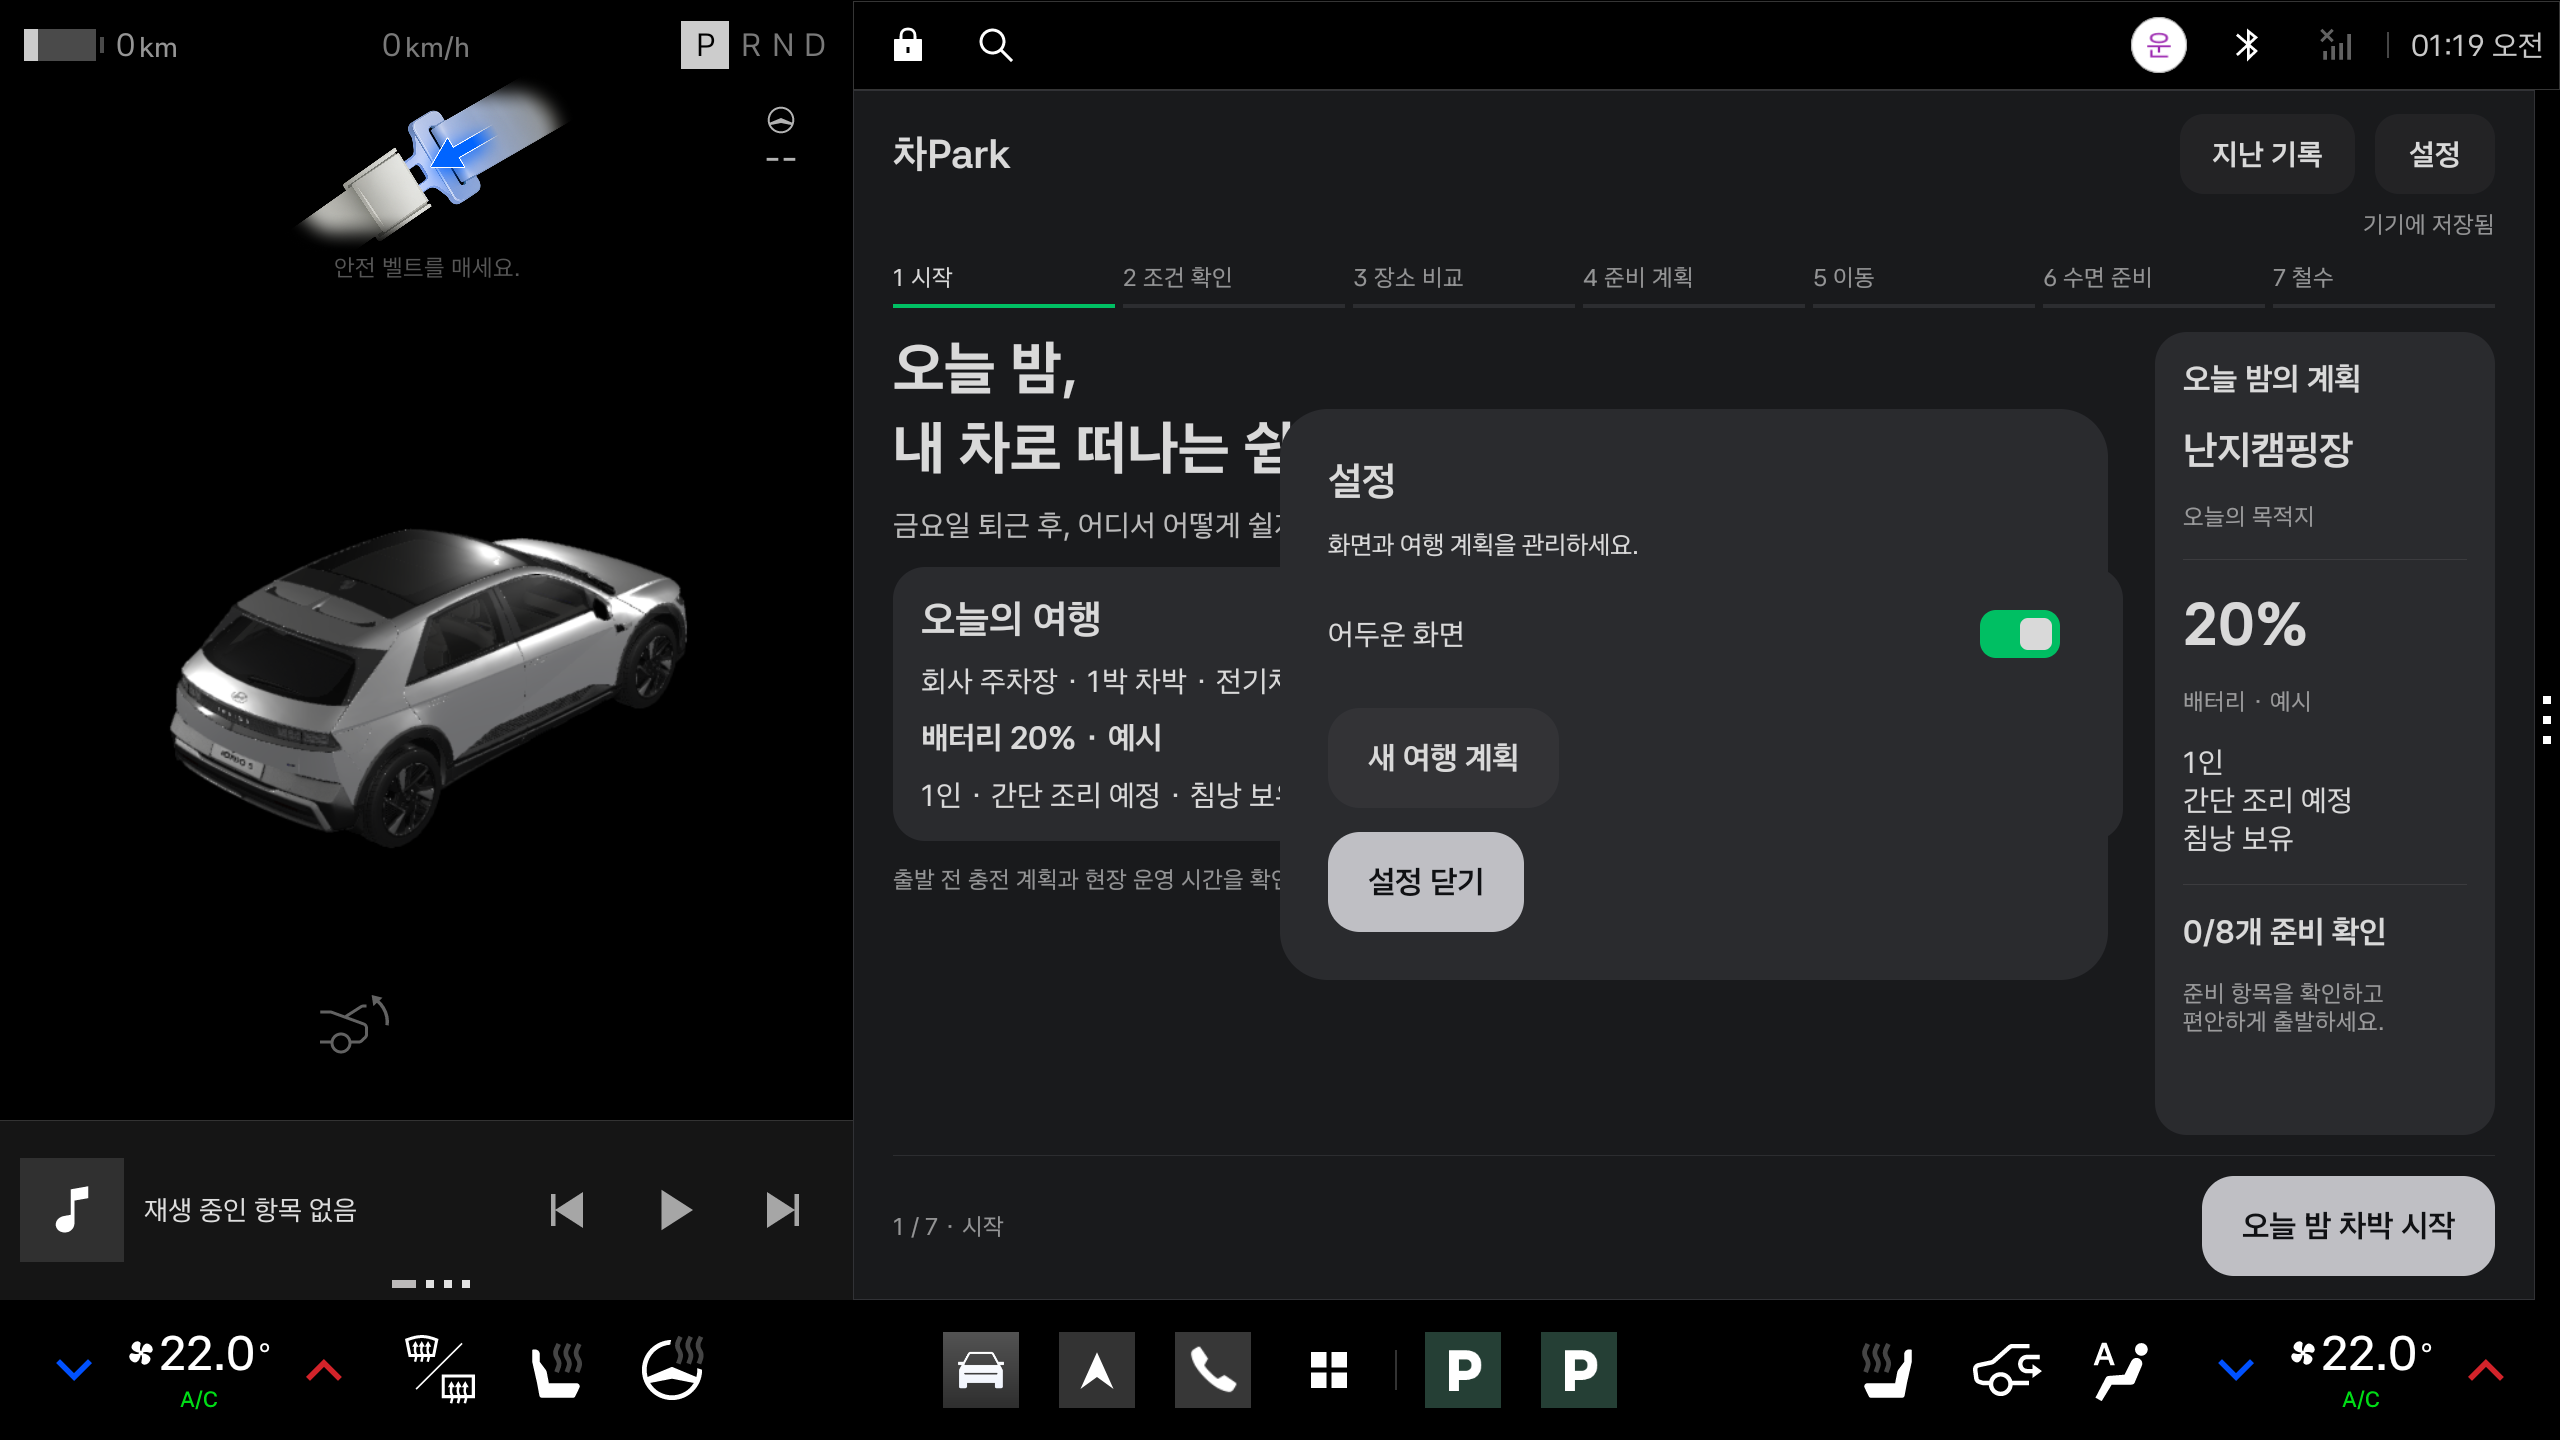 0 km
0 km/h
P R N D
운
01:19 오전
안전 벨트를 매세요.
차Park
지난 기록
설정
기기에 저장됨
1 시작
2 조건 확인
3 장소 비교
4 준비 계획
5 이동
6 수면 준비
7 철수
오늘 밤,
내 차로 떠나는
금요일 퇴근 후, 어디서 어떻게
오늘의 여행
회사 주차장 · 1박 차박 ·
배터리 20% · 예시
1인 · 간단 조리 예정 · 침낭
출발 전 충전 계획과 현장 운영 시간을
설정
화면과 여행 계획을 관리하세요.
어두운 화면
새 여행 계획
설정 닫기
오늘 밤의 계획
난지캠핑장
오늘의 목적지
20%
배터리 · 예시
1인
간단 조리 예정
침낭 보유
0/8개 준비 확인
준비 항목을 확인하고
편안하게 출발하세요.
재생 중인 항목 없음
1 / 7 · 시작
오늘 밤 차박 시작
22.0°
A/C
P
P
A
22.0°
A/C